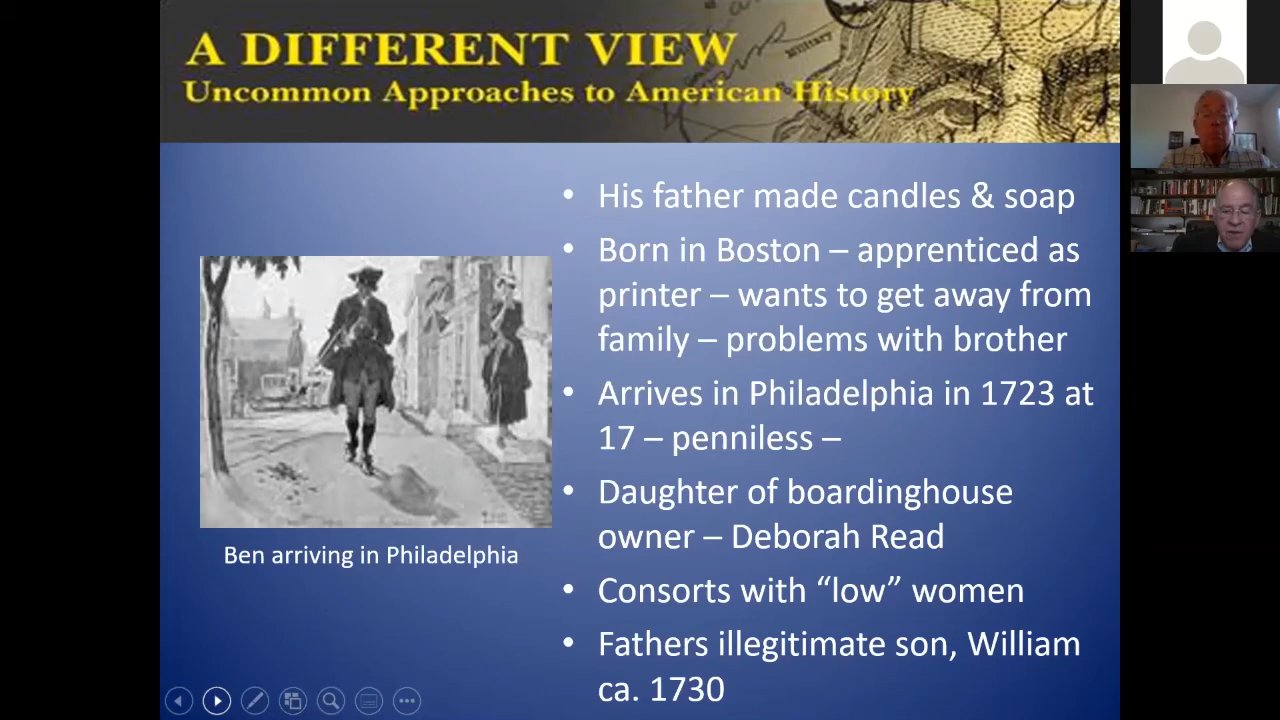 A DIFFERENT VIEW
Uncommon Approaches to American History
Military
• His father made candles & soap
• Born in Boston – apprenticed as
printer – wants to get away from
family – problems with brother
• Arrives in Philadelphia in 1723 at
17 – penniless –
• Daughter of boardinghouse
owner – Deborah Read
• Consorts with “low” women
• Fathers illegitimate son, William
ca. 1730
Ben arriving in Philadelphia